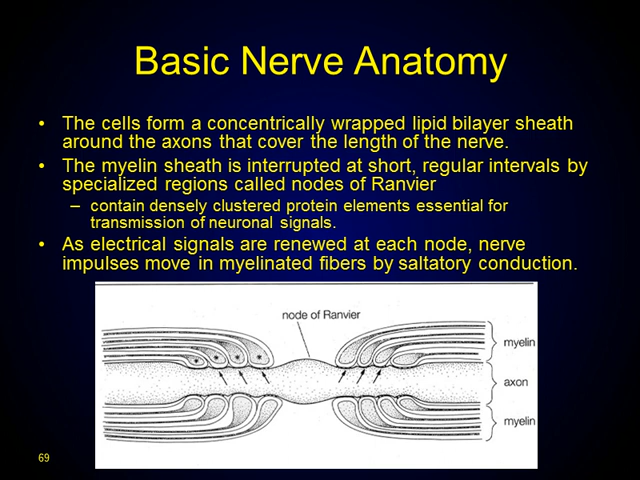 Basic Nerve Anatomy
• The cells form a concentrically wrapped lipid bilayer sheath
around the axons that cover the length of the nerve.
• The myelin sheath is interrupted at short, regular intervals by
specialized regions called nodes of Ranvier
– contain densely clustered protein elements essential for
transmission of neuronal signals.
• As electrical signals are renewed at each node, nerve
impulses move in myelinated fibers by saltatory conduction.
node of Ranvier
myelin
axon
myelin
69